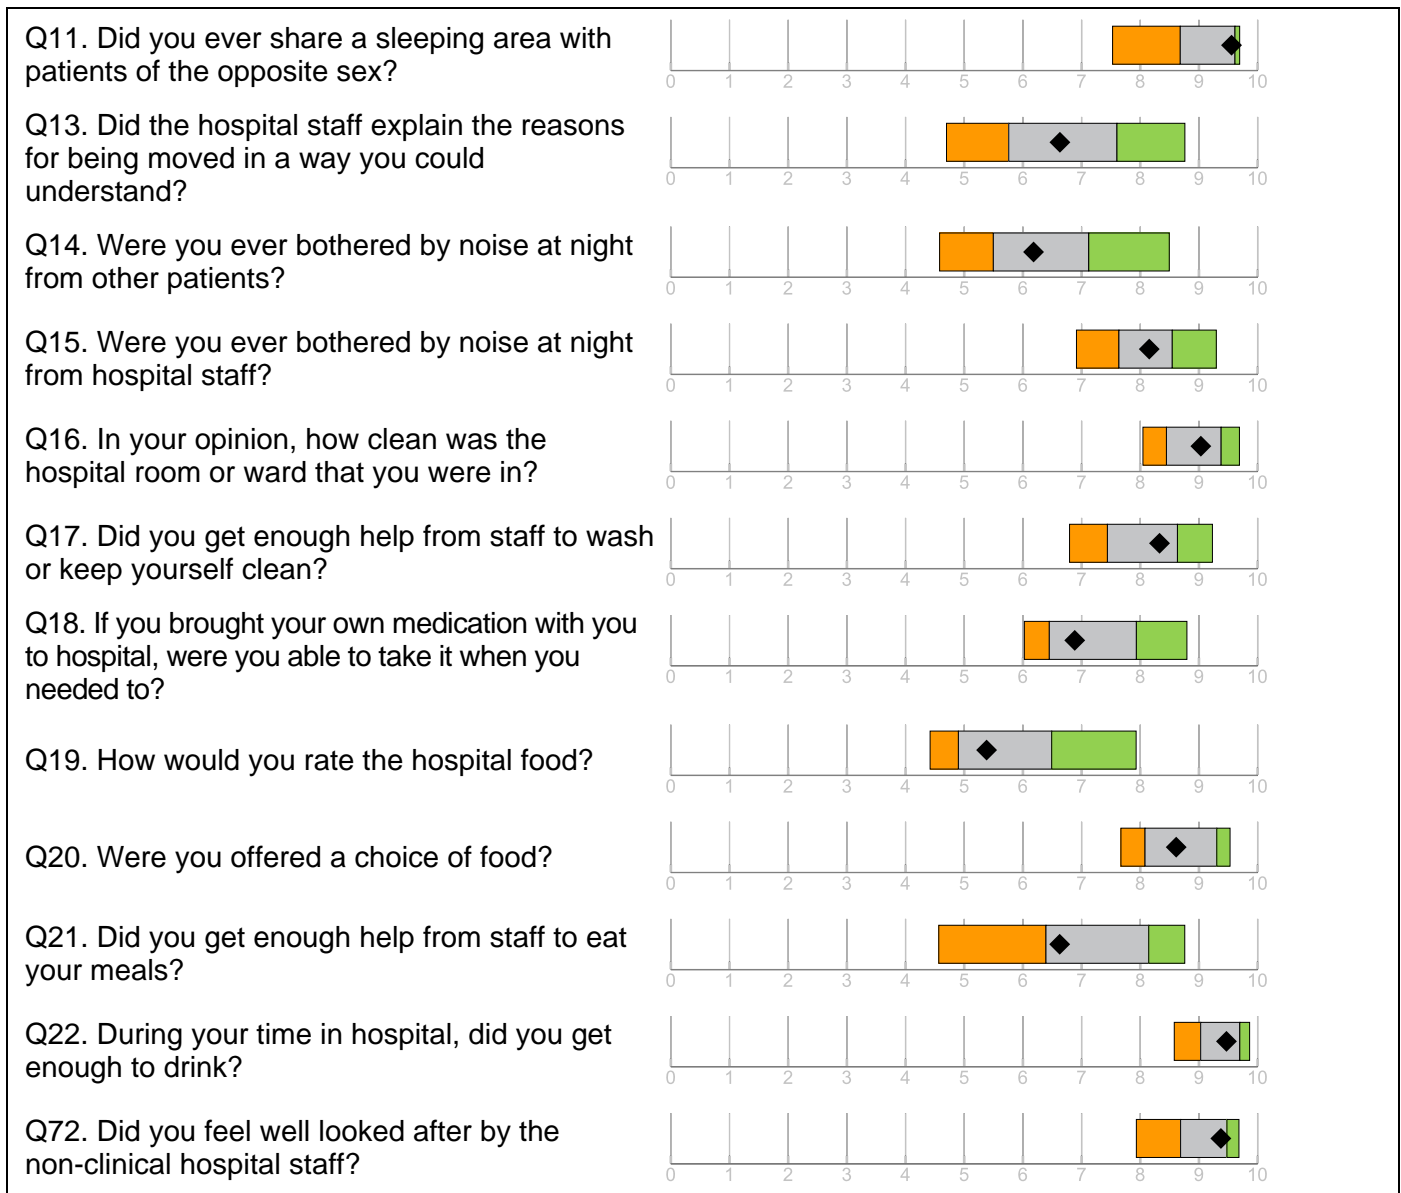 Q11. Did you ever share a sleeping area with
patients of the opposite sex?
0 1 2 3 4 5 6 7 8 9 10
Q13. Did the hospital staff explain the reasons
for being moved in a way you could
understand?
0 1 2 3 4 5 6 7 8 9 10
Q14. Were you ever bothered by noise at night
from other patients?
0 1 2 3 4 5 6 7 8 9 10
Q15. Were you ever bothered by noise at night
from hospital staff?
0 1 2 3 4 5 6 7 8 9 10
Q16. In your opinion, how clean was the
hospital room or ward that you were in?
0 1 2 3 4 5 6 7 8 9 10
Q17. Did you get enough help from staff to wash
or keep yourself clean?
0 1 2 3 4 5 6 7 8 9 10
Q18. If you brought your own medication with you
to hospital, were you able to take it when you
needed to?
0 1 2 3 4 5 6 7 8 9 10
Q19. How would you rate the hospital food?
0 1 2 3 4 5 6 7 8 9 10
Q20. Were you offered a choice of food?
0 1 2 3 4 5 6 7 8 9 10
Q21. Did you get enough help from staff to eat
your meals?
0 1 2 3 4 5 6 7 8 9 10
Q22. During your time in hospital, did you get
enough to drink?
0 1 2 3 4 5 6 7 8 9 10
Q72. Did you feel well looked after by the
non-clinical hospital staff?
0 1 2 3 4 5 6 7 8 9 10